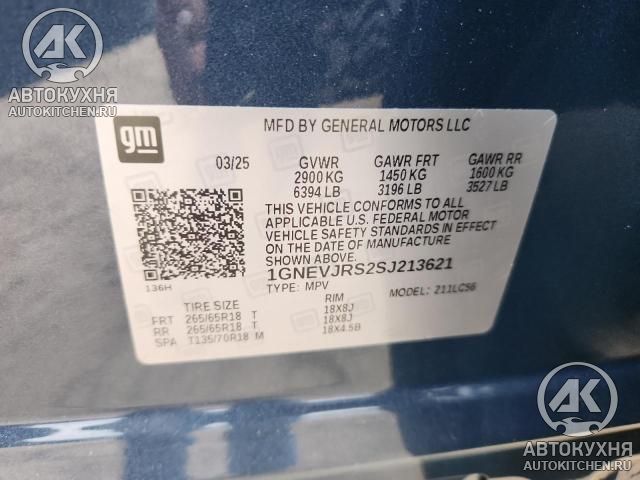 АК
АВТОКУХНЯ
AUTOKITCHEN.RU
gm
MFD BY GENERAL MOTORS LLC
03/25 GVWR GAWR FRT GAWR RR
2900 KG 1450 KG 1600 KG
6394 LB 3196 LB 3527 LB
THIS VEHICLE CONFORMS TO ALL
APPLICABLE U.S. FEDERAL MOTOR
VEHICLE SAFETY STANDARDS IN EFFECT
ON THE DATE OF MANUFACTURE
SHOWN ABOVE.
1GNEVJRS2SJ213621
136H
TYPE: MPV MODEL: 211LC56
TIRE SIZE RIM
FRT 265/65R18 T 18X8J
RR 265/65R18 T 18X8J
SPA T135/70R18 M 18X4.5B
АК
АВТОКУХНЯ
AUTOKITCHEN.RU